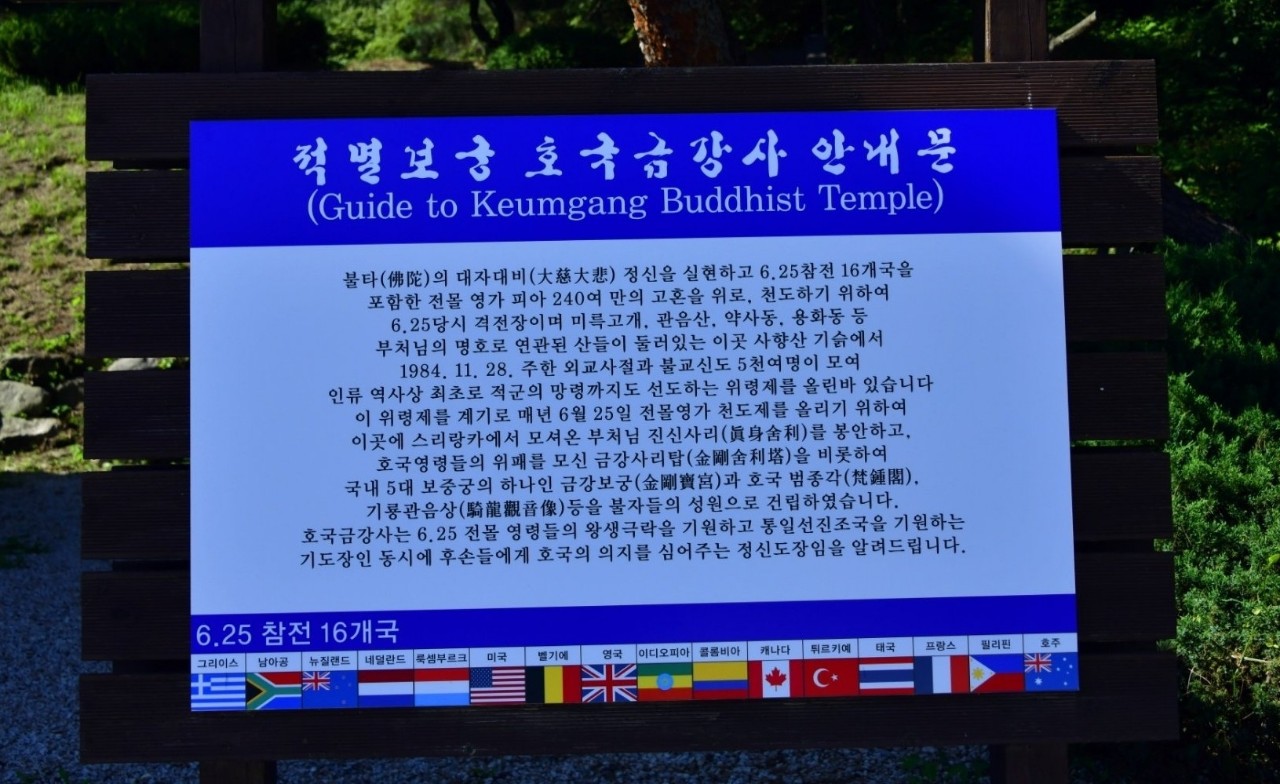 적멸보궁 호국금강사 안내문
(Guide to Keumgang Buddhist Temple)
불타(佛陀)의 대자대비(大慈大悲) 정신을 실현하고 6.25참전 16개국을
포함한 전몰 영가 피아 240여 만의 고혼을 위로, 천도하기 위하여
6.25당시 격전장이며 미륵고개, 관음산, 약사동, 용화동 등
부처님의 명호로 연관된 산들이 둘러있는 이곳 사향산 기슭에서
1984. 11. 28. 주한 외교사절과 불교신도 5천여명이 모여
인류 역사상 최초로 적군의 망령까지도 선도하는 위령제를 올린바 있습니다
이 위령제를 계기로 매년 6월 25일 전몰영가 천도제를 올리기 위하여
이곳에 스리랑카에서 모셔온 부처님 진신사리(眞身舍利)를 봉안하고,
호국영령들의 위패를 모신 금강사리탑(金剛舍利塔)을 비롯하여
국내 5대 보중궁의 하나인 금강보궁(金剛寶宮)과 호국 범종각(梵鍾閣),
기룡관음상(騎龍觀音像)등을 불자들의 성원으로 건립하였습니다.
호국금강사는 6.25 전몰 영령들의 왕생극락을 기원하고 통일선진조국을 기원하는
기도장인 동시에 후손들에게 호국의 의지를 심어주는 정신도장임을 알려드립니다.
6.25 참전 16개국
그리이스 남아공 뉴질랜드 네덜란드 룩셈부르크 미국 벨기에 영국 이디오피아 콜롬비아 캐나다 튀르키예 태국 프랑스 필리핀 호주